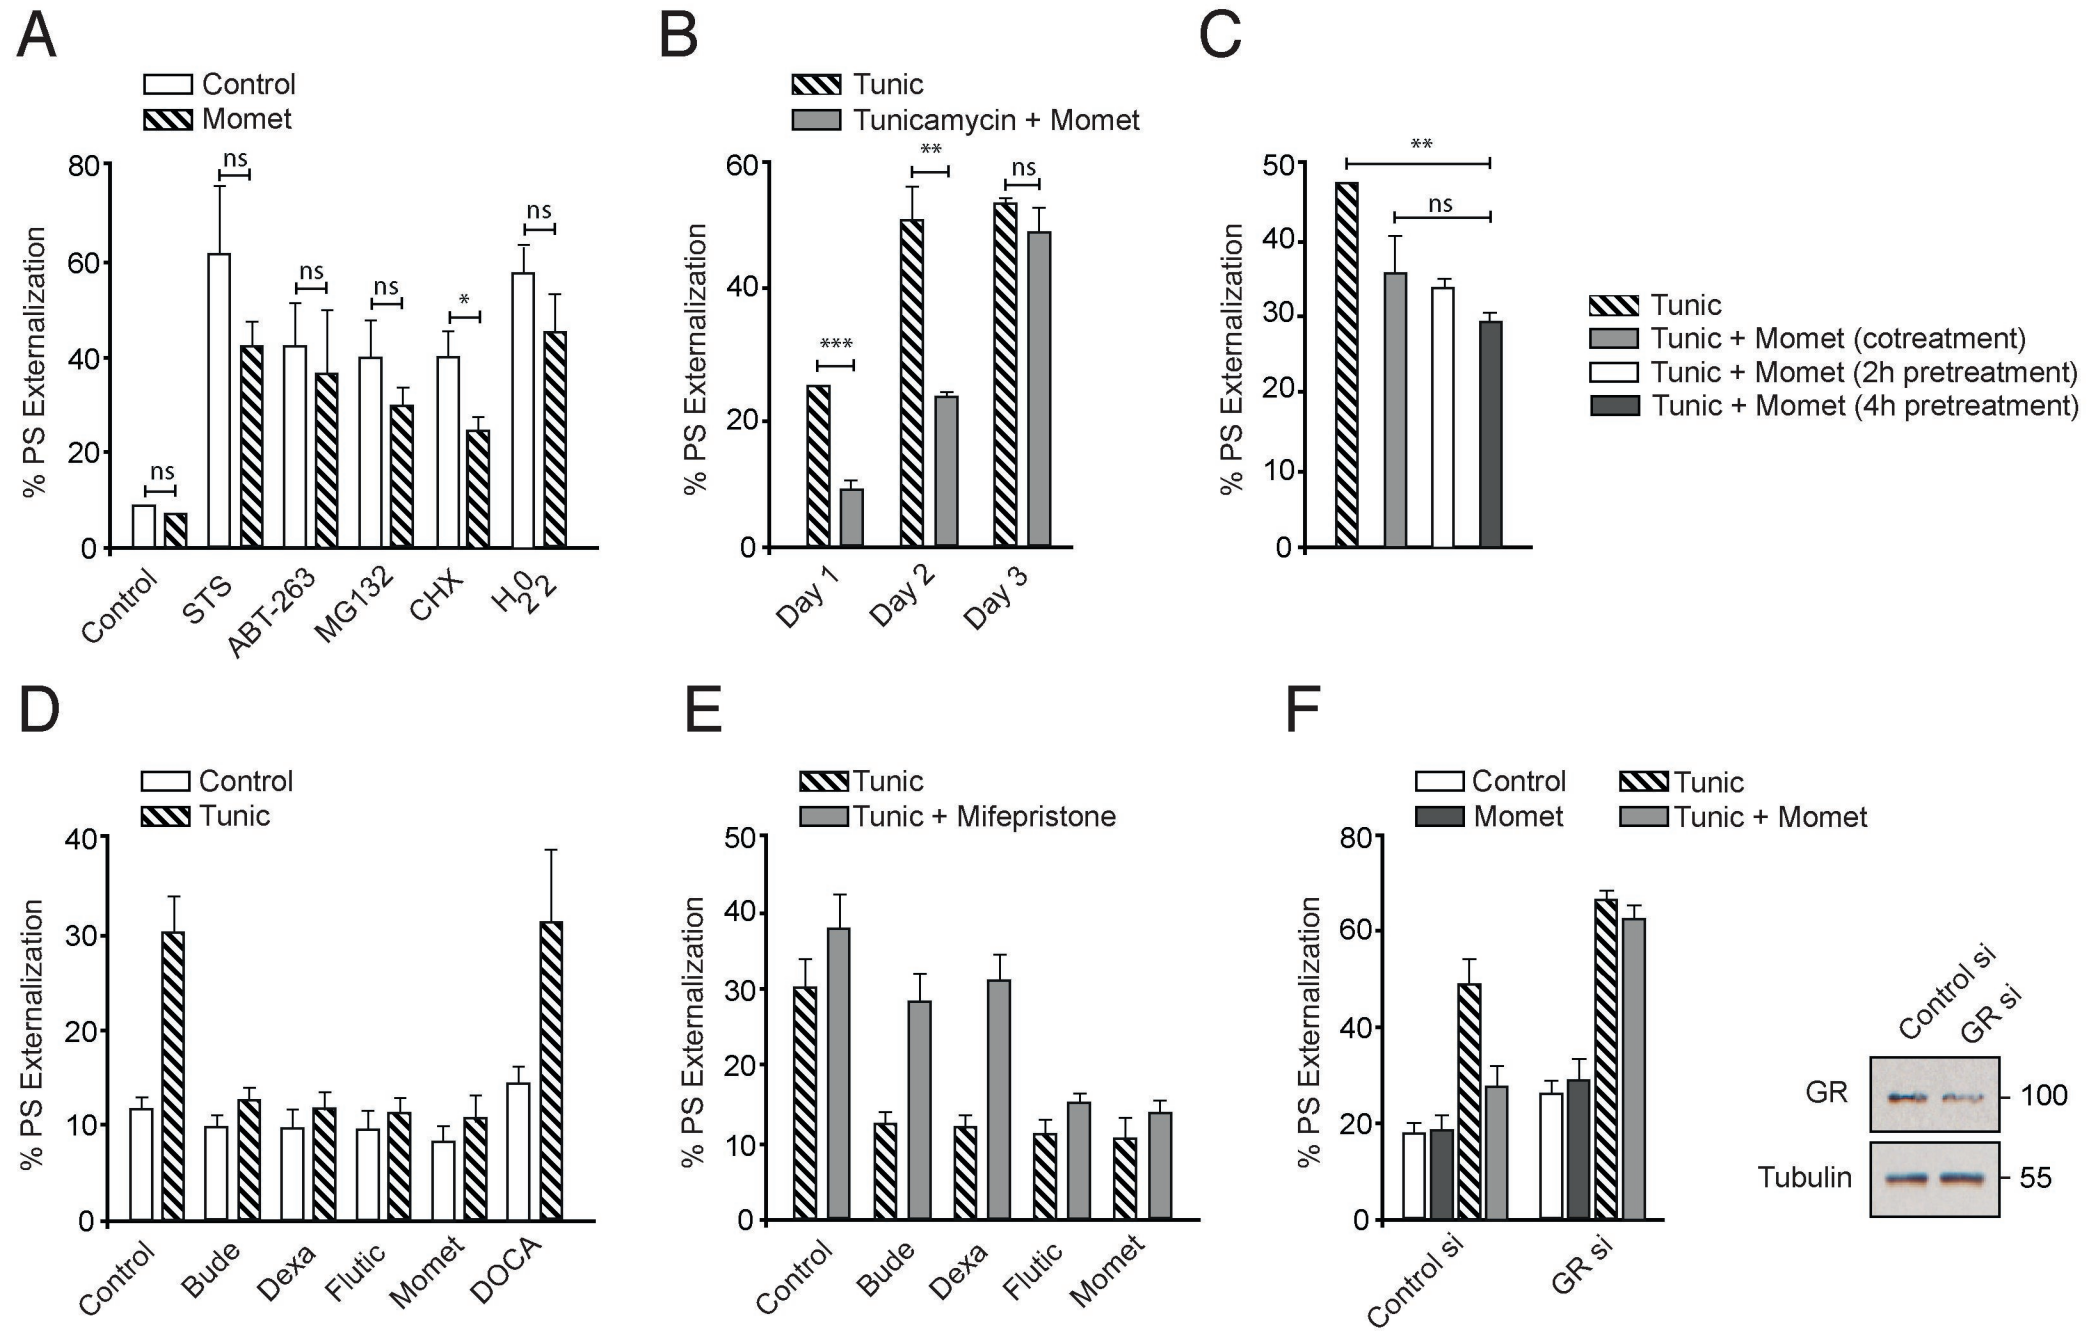 A
Control
Momet
% PS Externalization
80
60
40
20
0
ns
ns
ns
ns
*
ns
Control
STS
ABT-263
MG132
CHX
H202
2
B
Tunic
Tunicamycin + Momet
% PS Externalization
60
40
20
0
***
**
ns
Day 1
Day 2
Day 3
C
% PS Externalization
50
40
30
20
10
0
**
ns
Tunic
Tunic + Momet (cotreatment)
Tunic + Momet (2h pretreatment)
Tunic + Momet (4h pretreatment)
D
Control
Tunic
% PS Externalization
40
30
20
10
0
Control
Bude
Dexa
Flutic
Momet
DOCA
E
Tunic
Tunic + Mifepristone
% PS Externalization
50
40
30
20
10
0
Control
Bude
Dexa
Flutic
Momet
F
Control
Tunic
Momet
Tunic + Momet
% PS Externalization
80
60
40
20
0
Control si
GR si
Control si
GR si
GR
100
Tubulin
55